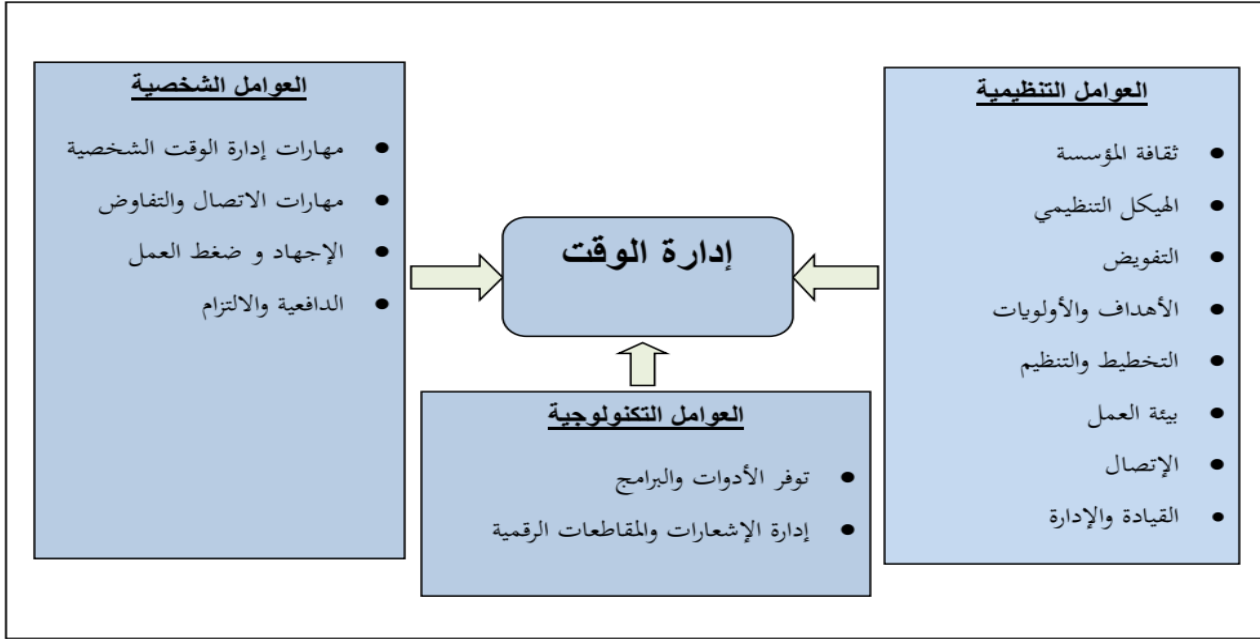 العوامل التنظيمية
ثقافة المؤسسة
الهيكل التنظيمي
التفويض
الأهداف والأولويات
التخطيط والتنظيم
بيئة العمل
الإتصال
القيادة والإدارة
إدارة الوقت
العوامل الشخصية
مهارات إدارة الوقت الشخصية
مهارات الاتصال والتفاوض
الإجهاد و ضغط العمل
الدافعية والالتزام
العوامل التكنولوجية
توفر الأدوات والبرامج
إدارة الإشعارات والمقاطعات الرقمية